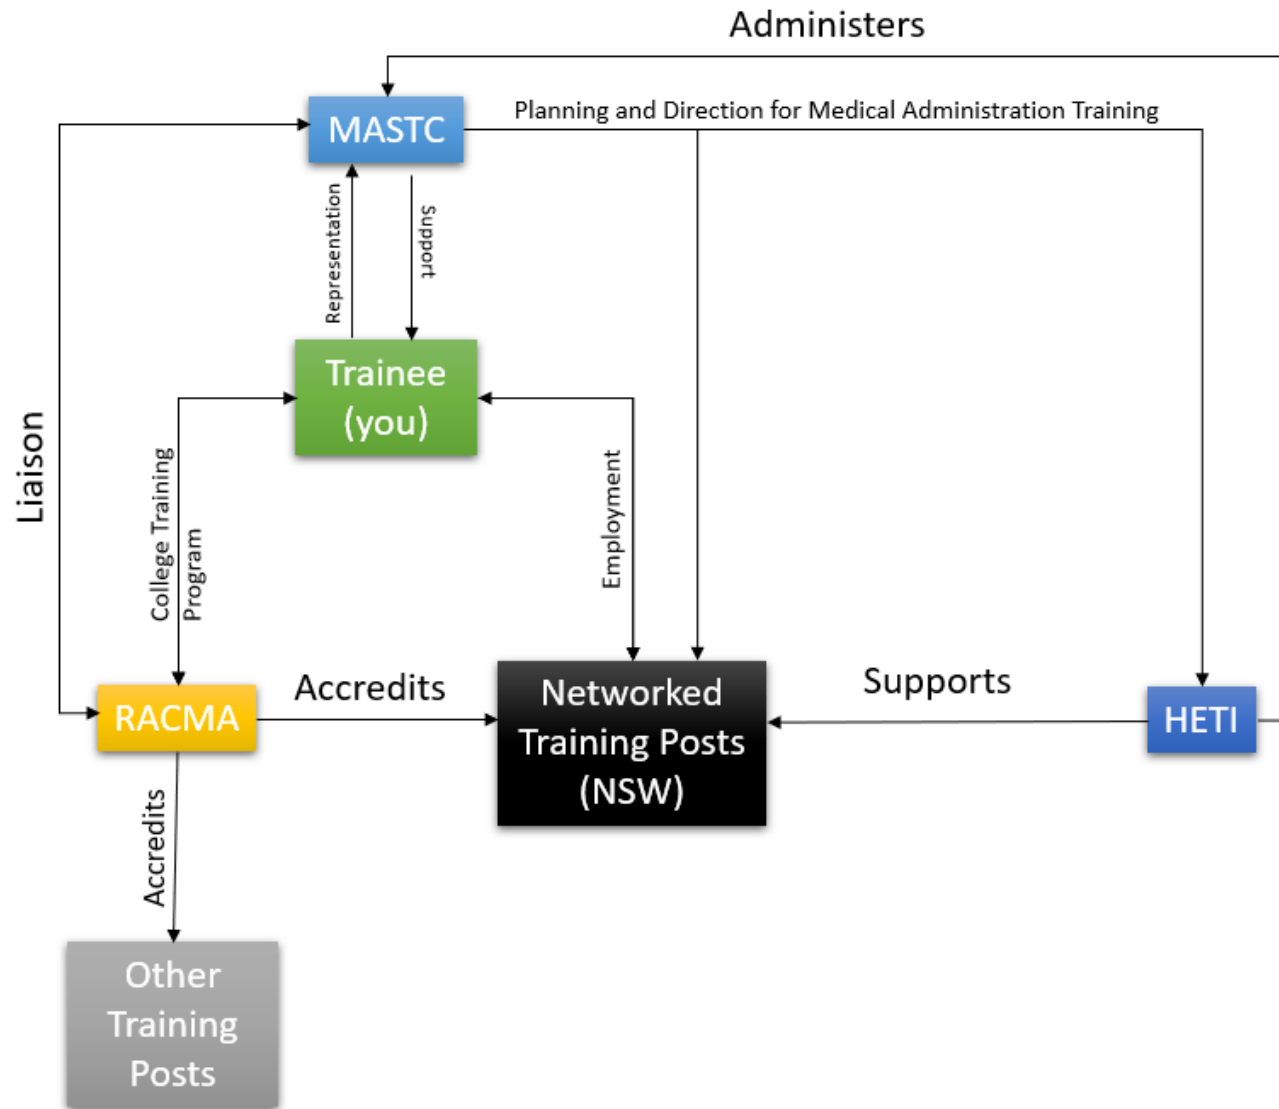 Administers
MASTC
Planning and Direction for Medical Administration Training
Representation
Support
Trainee
(you)
Liaison
College Training
Program
Employment
RACMA
Accredits
Networked
Training Posts
(NSW)
Supports
HETI
Accredits
Other
Training
Posts